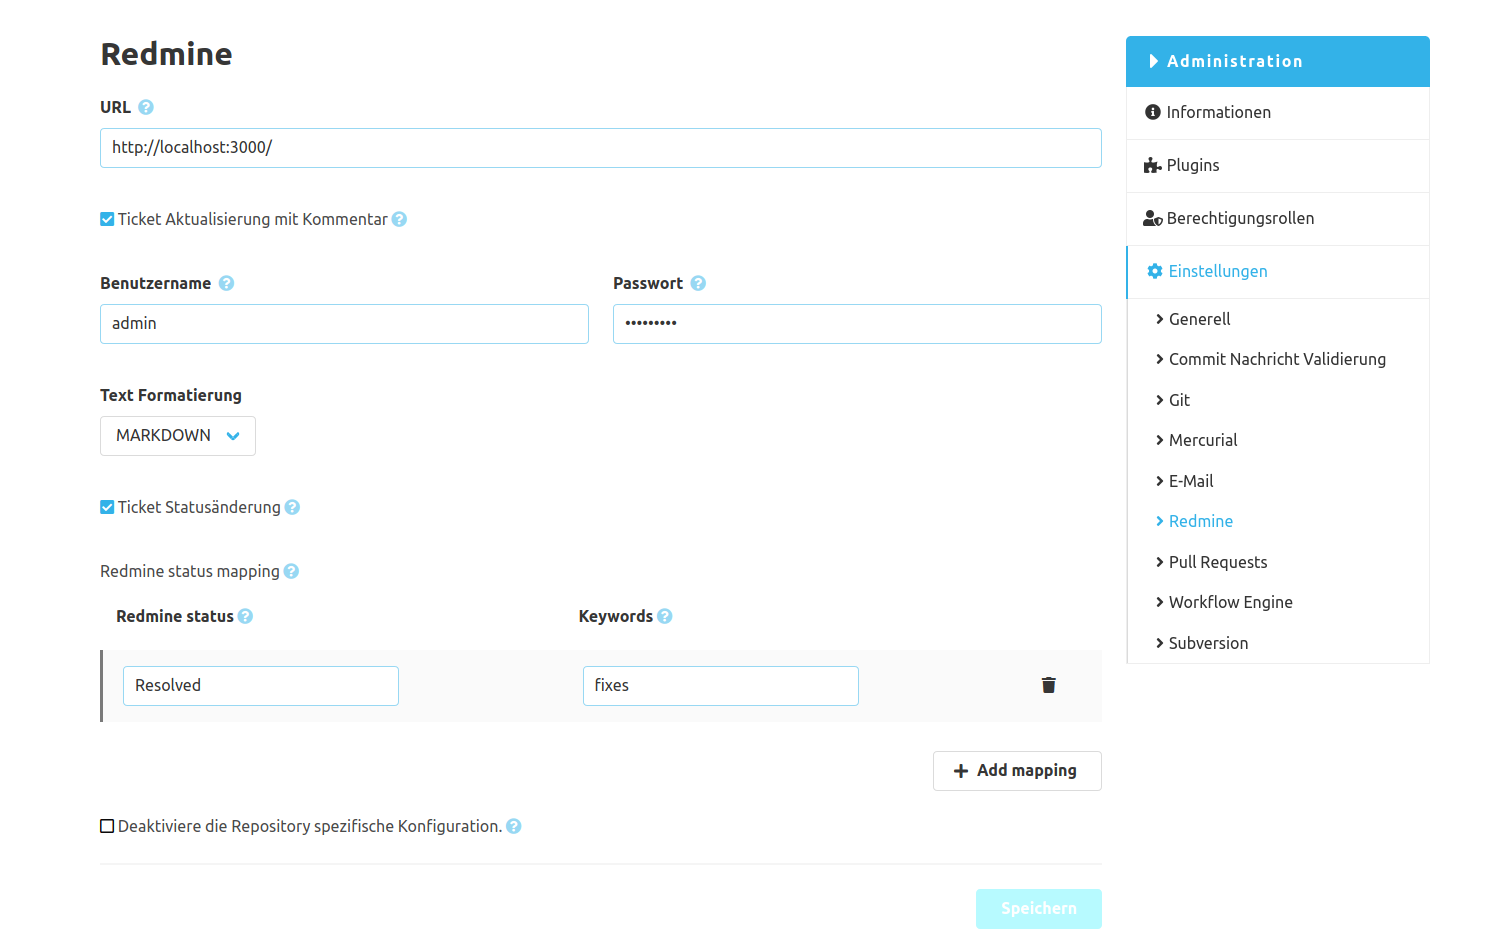 Redmine
URL
http://localhost:3000/
Ticket Aktualisierung mit Kommentar
Benutzername
Passwort
admin
•••••••••
Text Formatierung
MARKDOWN
Ticket Statusänderung
Redmine status mapping
Redmine status
Keywords
Resolved
fixes
Add mapping
Deaktiviere die Repository spezifische Konfiguration.
Speichern
Administration
Informationen
Plugins
Berechtigungsrollen
Einstellungen
Generell
Commit Nachricht Validierung
Git
Mercurial
E-Mail
Redmine
Pull Requests
Workflow Engine
Subversion